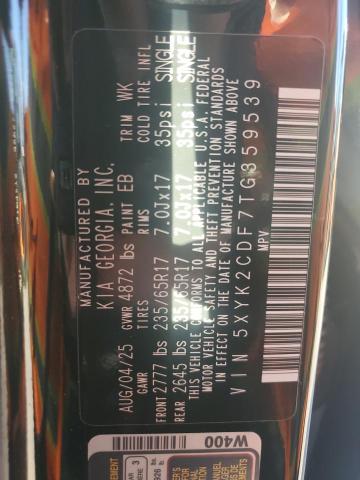 MANUFACTURED BY
KIA GEORGIA, INC.
AUG/04/25 GVWR 4872 lbs PAINT EB TRIM WK
GAWR TIRES RIMS COLD TIRE INFL
FRONT 2777 lbs 235/65R17 7.0Jx17 35psi SINGLE
REAR 2645 lbs 235/65R17 7.0Jx17 35psi SINGLE
THIS VEHICLE CONFORMS TO ALL APPLICABLE U.S.A. FEDERAL
MOTOR VEHICLE SAFETY AND THEFT PREVENTION STANDARDS
IN EFFECT ON THE DATE OF MANUFACTURE SHOWN ABOVE
VIN 5XYK2CDF7TG359539
MPV
W400
3